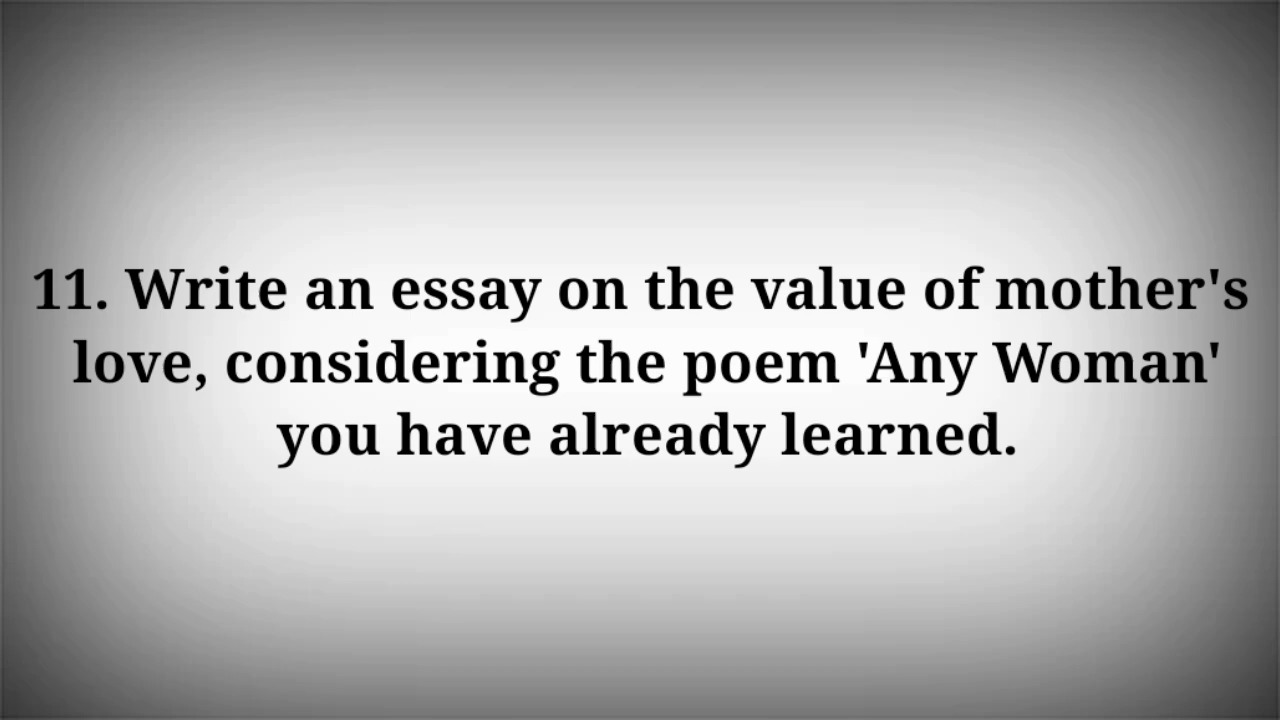 11. Write an essay on the value of mother's
love, considering the poem 'Any Woman'
you have already learned.